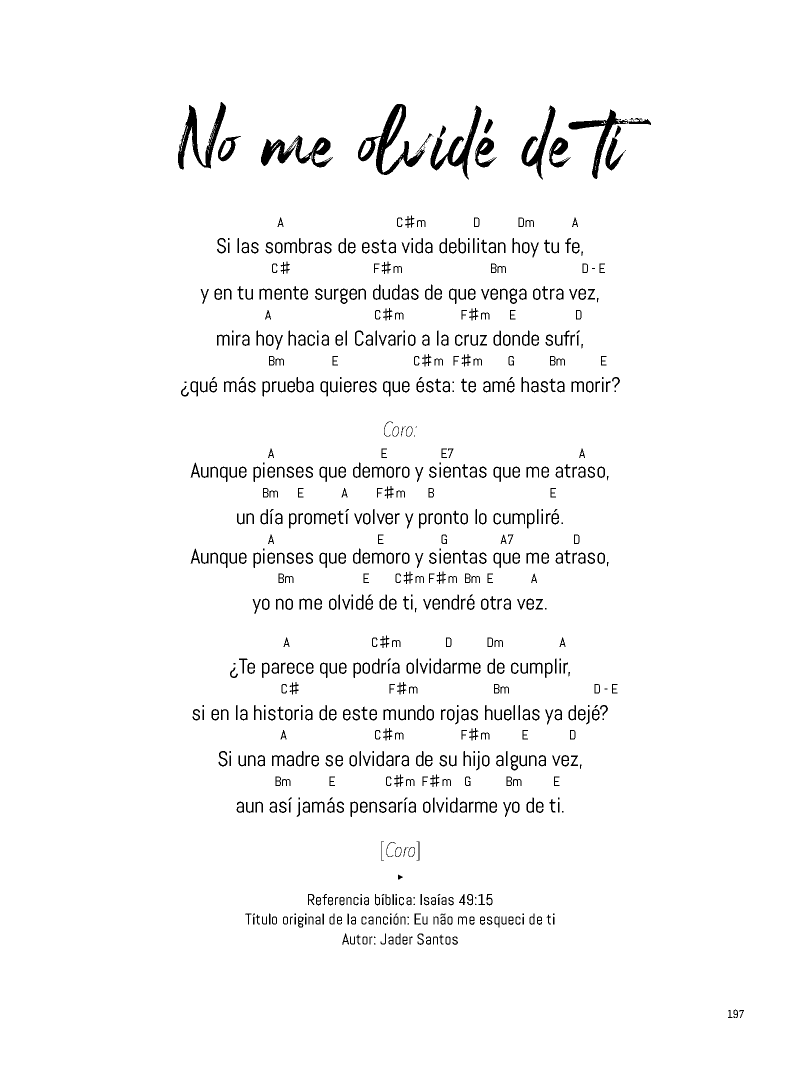 No me olvidé de ti
A C♯m D Dm A
Si las sombras de esta vida debilitan hoy tu fe,
C♯ F♯m Bm D - E
y en tu mente surgen dudas de que venga otra vez,
A C♯m F♯m E D
mira hoy hacia el Calvario a la cruz donde sufrí,
Bm E C♯m F♯m G Bm E
¿qué más prueba quieres que ésta: te amé hasta morir?
Coro:
A E E7 A
Aunque pienses que demoro y sientas que me atraso,
Bm E A F♯m B E
un día prometí volver y pronto lo cumpliré.
A E G A7 D
Aunque pienses que demoro y sientas que me atraso,
Bm E C♯m F♯m Bm E A
yo no me olvidé de ti, vendré otra vez.
A C♯m D Dm A
¿Te parece que podría olvidarme de cumplir,
C♯ F♯m Bm D - E
si en la historia de este mundo rojas huellas ya dejé?
A C♯m F♯m E D
Si una madre se olvidara de su hijo alguna vez,
Bm E C♯m F♯m G Bm E
aun así jamás pensaría olvidarme yo de ti.
[Coro]
Referencia bíblica: Isaías 49:15
Título original de la canción: Eu não me esqueci de ti
Autor: Jader Santos
197